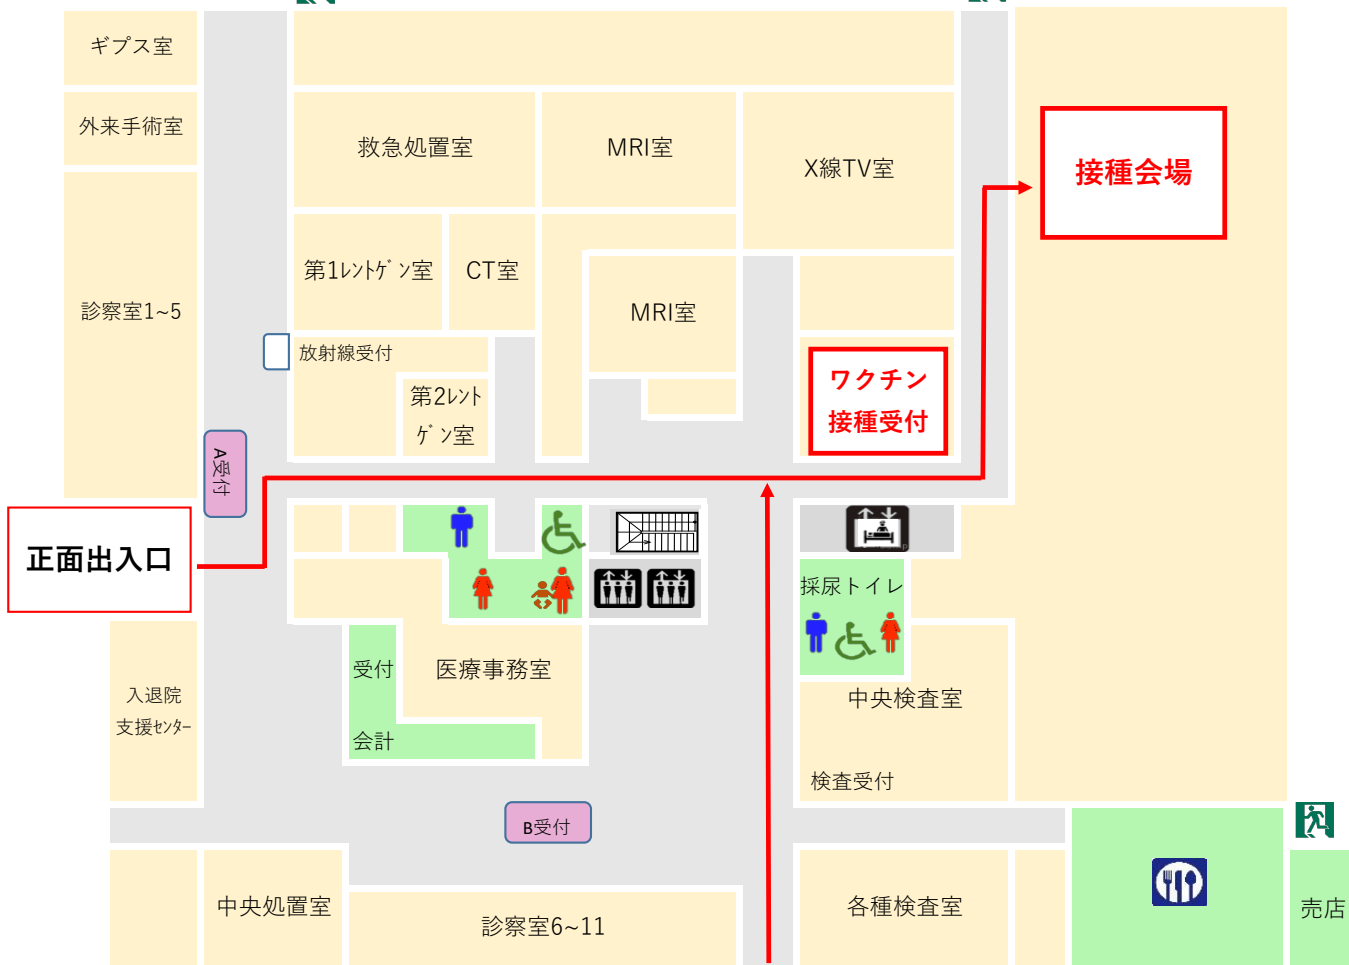 ギプス室
外来手術室
救急処置室
MRI室
X線TV室
接種会場
第1ﾚﾝﾄｹﾞﾝ室
CT室
診察室1~5
MRI室
放射線受付
第2ﾚﾝﾄ
ｹﾞﾝ室
ワクチン
接種受付
A受付
正面出入口
採尿トイレ
受付
医療事務室
入退院
支援ｾﾝﾀｰ
中央検査室
会計
検査受付
B受付
中央処置室
診察室6~11
各種検査室
売店